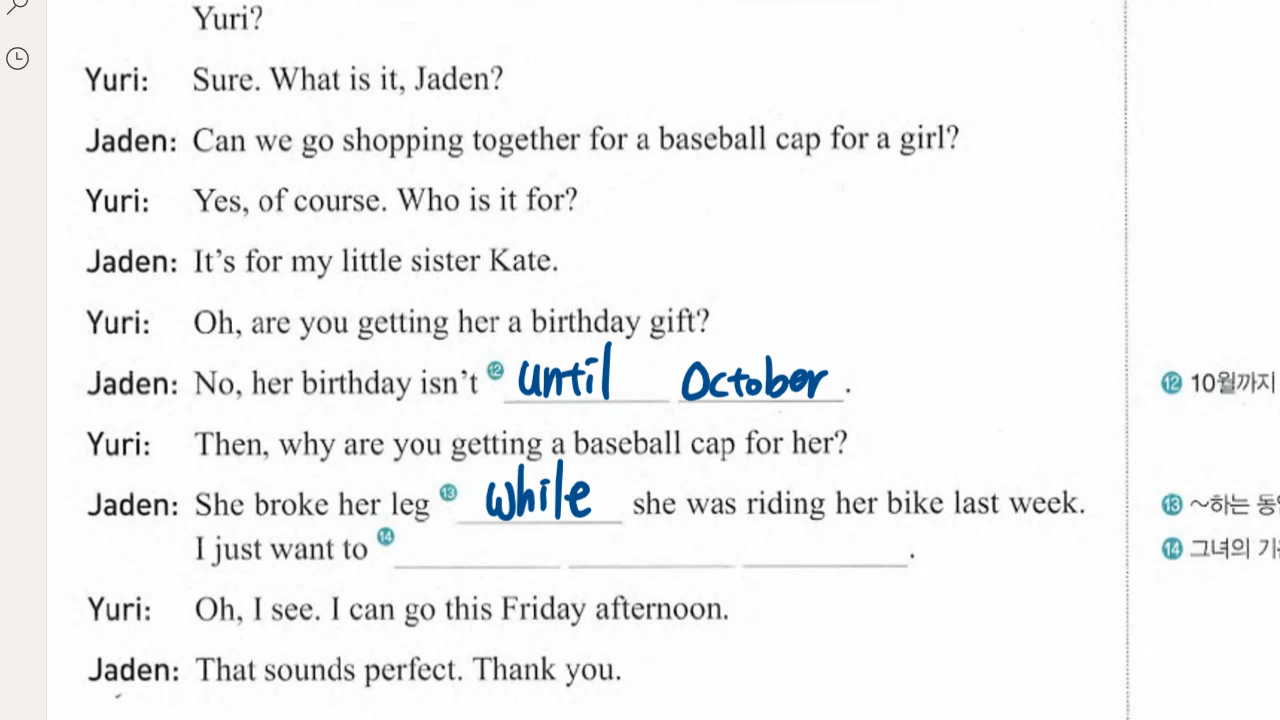 Yuri?
Yuri: Sure. What is it, Jaden?
Jaden: Can we go shopping together for a baseball cap for a girl?
Yuri: Yes, of course. Who is it for?
Jaden: It's for my little sister Kate.
Yuri: Oh, are you getting her a birthday gift?
Jaden: No, her birthday isn't ⑫ until October.
⑫ 10월까지
Yuri: Then, why are you getting a baseball cap for her?
Jaden: She broke her leg ⑬ while she was riding her bike last week.
⑬ ~하는
I just want to ⑭ .
⑭ 그녀의
Yuri: Oh, I see. I can go this Friday afternoon.
Jaden: That sounds perfect. Thank you.